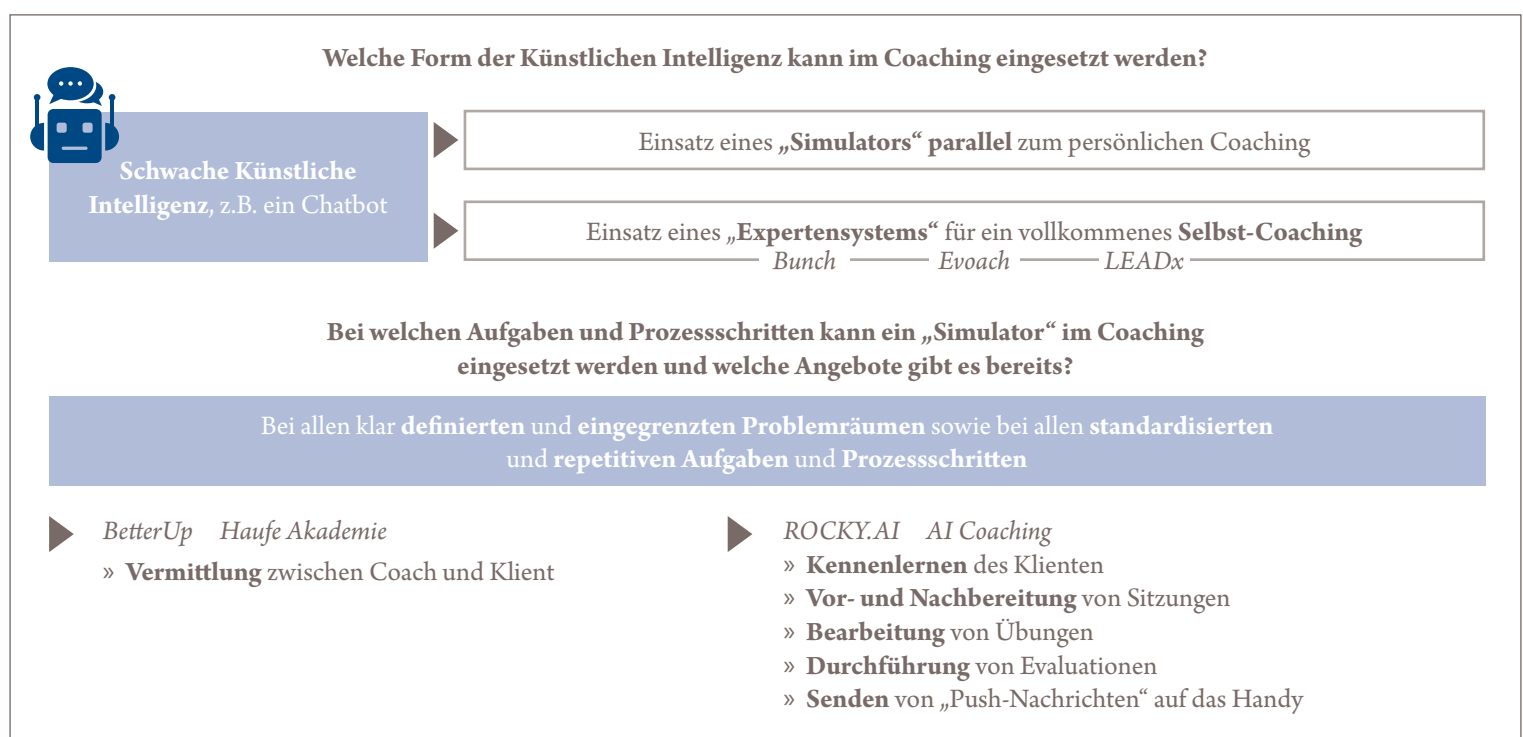 Welche Form der Künstlichen Intelligenz kann im Coaching eingesetzt werden?
Schwache Künstliche
Intelligenz, z.B. ein Chatbot
Einsatz eines „Simulators“ parallel zum persönlichen Coaching
Einsatz eines „Expertensystems“ für ein vollkommenes Selbst-Coaching
Bunch Evoach LEADx
Bei welchen Aufgaben und Prozessschritten kann ein „Simulator“ im Coaching
eingesetzt werden und welche Angebote gibt es bereits?
Bei allen klar definierten und eingegrenzten Problemräumen sowie bei allen standardisierten
und repetitiven Aufgaben und Prozessschritten
BetterUp Haufe Akademie
» Vermittlung zwischen Coach und Klient
ROCKY.AI AI Coaching
» Kennenlernen des Klienten
» Vor- und Nachbereitung von Sitzungen
» Bearbeitung von Übungen
» Durchführung von Evaluationen
» Senden von „Push-Nachrichten“ auf das Handy